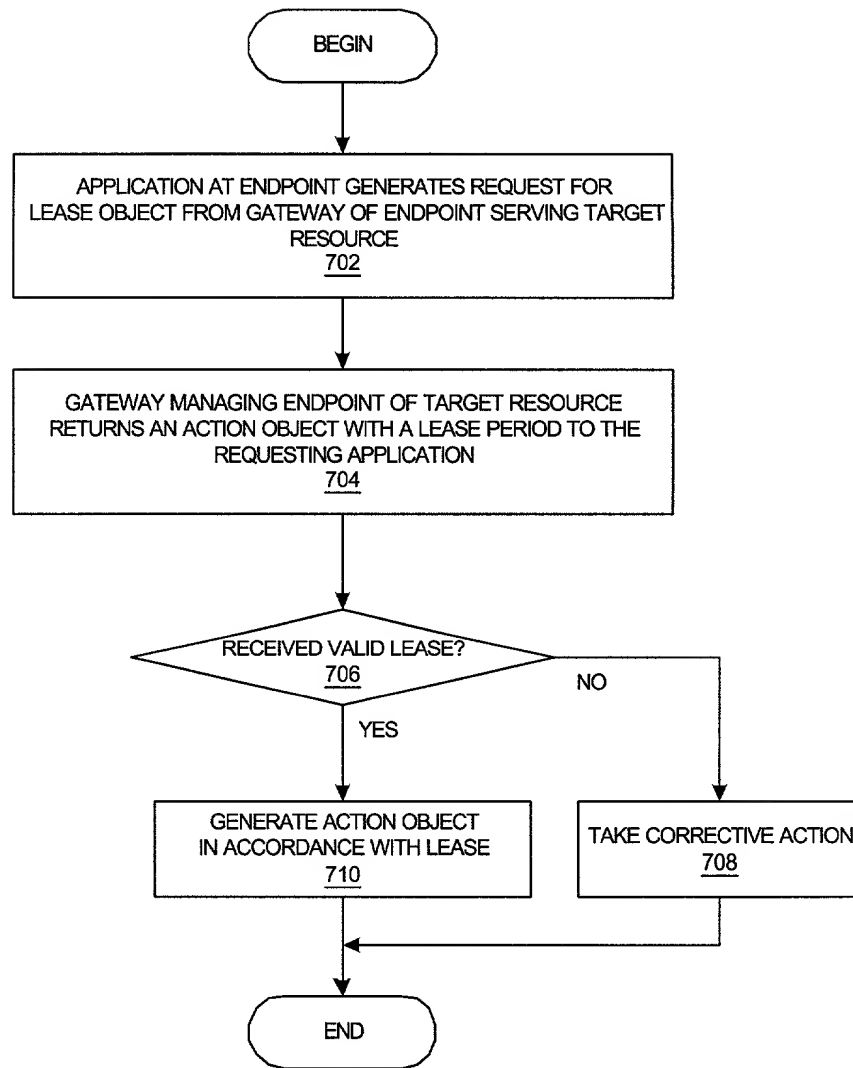 BEGIN
APPLICATION AT ENDPOINT GENERATES REQUEST FOR
LEASE OBJECT FROM GATEWAY OF ENDPOINT SERVING TARGET
RESOURCE
702
GATEWAY MANAGING ENDPOINT OF TARGET RESOURCE
RETURNS AN ACTION OBJECT WITH A LEASE PERIOD TO THE
REQUESTING APPLICATION
704
RECEIVED VALID LEASE?
706
NO
YES
GENERATE ACTION OBJECT
IN ACCORDANCE WITH LEASE
710
TAKE CORRECTIVE ACTION
708
END